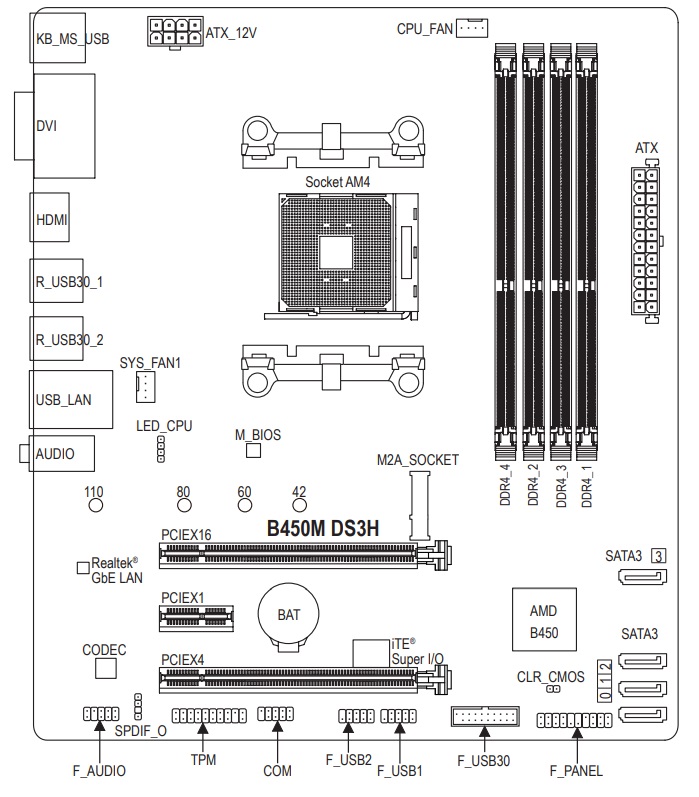 KB_MS_USB
ATX_12V
CPU_FAN
DVI
ATX
Socket AM4
HDMI
R_USB30_1
R_USB30_2
SYS_FAN1
USB_LAN
LED_CPU
M_BIOS
AUDIO
M2A_SOCKET
DDR4_4
DDR4_2
DDR4_3
DDR4_1
110
80
60
42
B450M DS3H
PCIEX16
SATA3 3
Realtek®
GbE LAN
PCIEX1
BAT
AMD
B450
SATA3
CODEC
iTE®
Super I/O
PCIEX4
CLR_CMOS
0 1 2
SPDIF_O
F_AUDIO
TPM
COM
F_USB2
F_USB1
F_USB30
F_PANEL